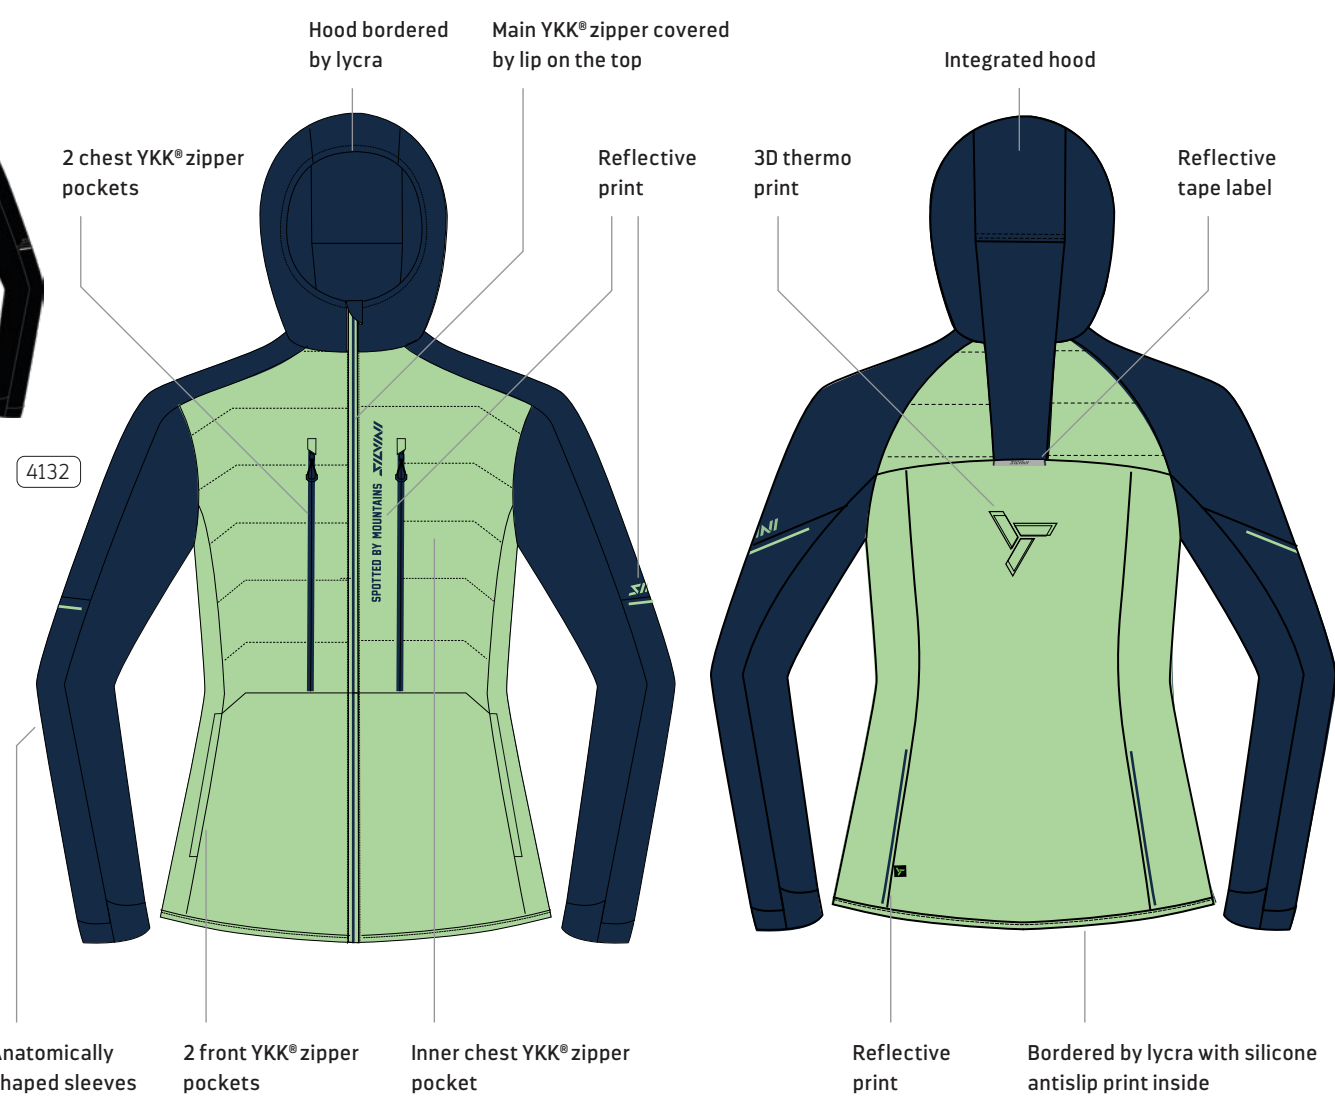 Hood bordered
by lycra
Main YKK® zipper covered
by lip on the top
Integrated hood
2 chest YKK® zipper
pockets
Reflective
print
3D thermo
print
Reflective
tape label
4132
SILVINI
SPOTTED BY MOUNTAINS
natomically
haped sleeves
2 front YKK® zipper
pockets
Inner chest YKK® zipper
pocket
Reflective
print
Bordered by lycra with silicone
antislip print inside